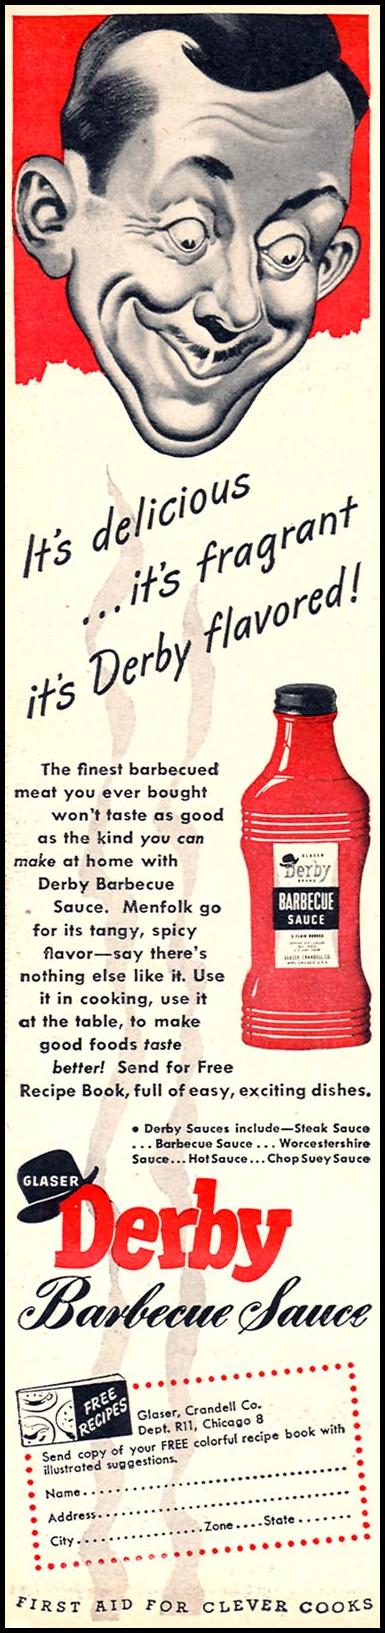 It's delicious
...it's fragrant
it's Derby flavored!
The finest barbecued
meat you ever bought
won't taste as good
as the kind you can
make at home with
Derby Barbecue
Sauce. Menfolk go
for its tangy, spicy
flavor—say there's
nothing else like it. Use
it in cooking, use it
at the table, to make
good foods taste
better! Send for Free
Recipe Book, full of easy, exciting dishes.
GLASER
Derby
BRAND
BARBECUE
SAUCE
GLASER, CRANDELL CO.
• Derby Sauces include—Steak Sauce
... Barbecue Sauce ... Worcestershire
Sauce...Hot Sauce...Chop Suey Sauce
GLASER
Derby
Barbecue Sauce
FREE
RECIPES
Glaser, Crandell Co.
Dept. R11, Chicago 8
Send copy of your FREE colorful recipe book with
illustrated suggestions.
Name
Address
City Zone State
FIRST AID FOR CLEVER COOKS